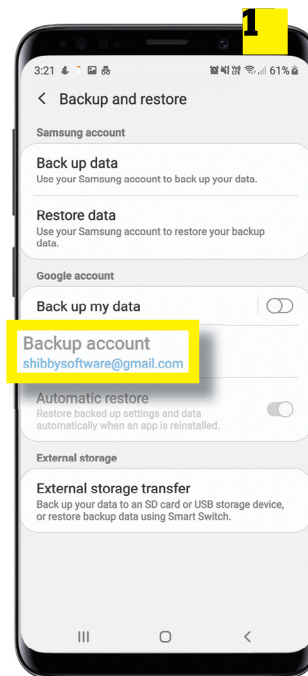 1
3:21 61%
Backup and restore
Samsung account
Back up data
Use your Samsung account to back up your data.
Restore data
Use your Samsung account to restore your backup
data.
Google account
Back up my data
Backup account
shibbysoftware@gmail.com
Automatic restore
Restore backed up settings and data
automatically when an app is reinstalled.
External storage
External storage transfer
Back up your data to an SD card or USB storage device,
or restore backup data using Smart Switch.